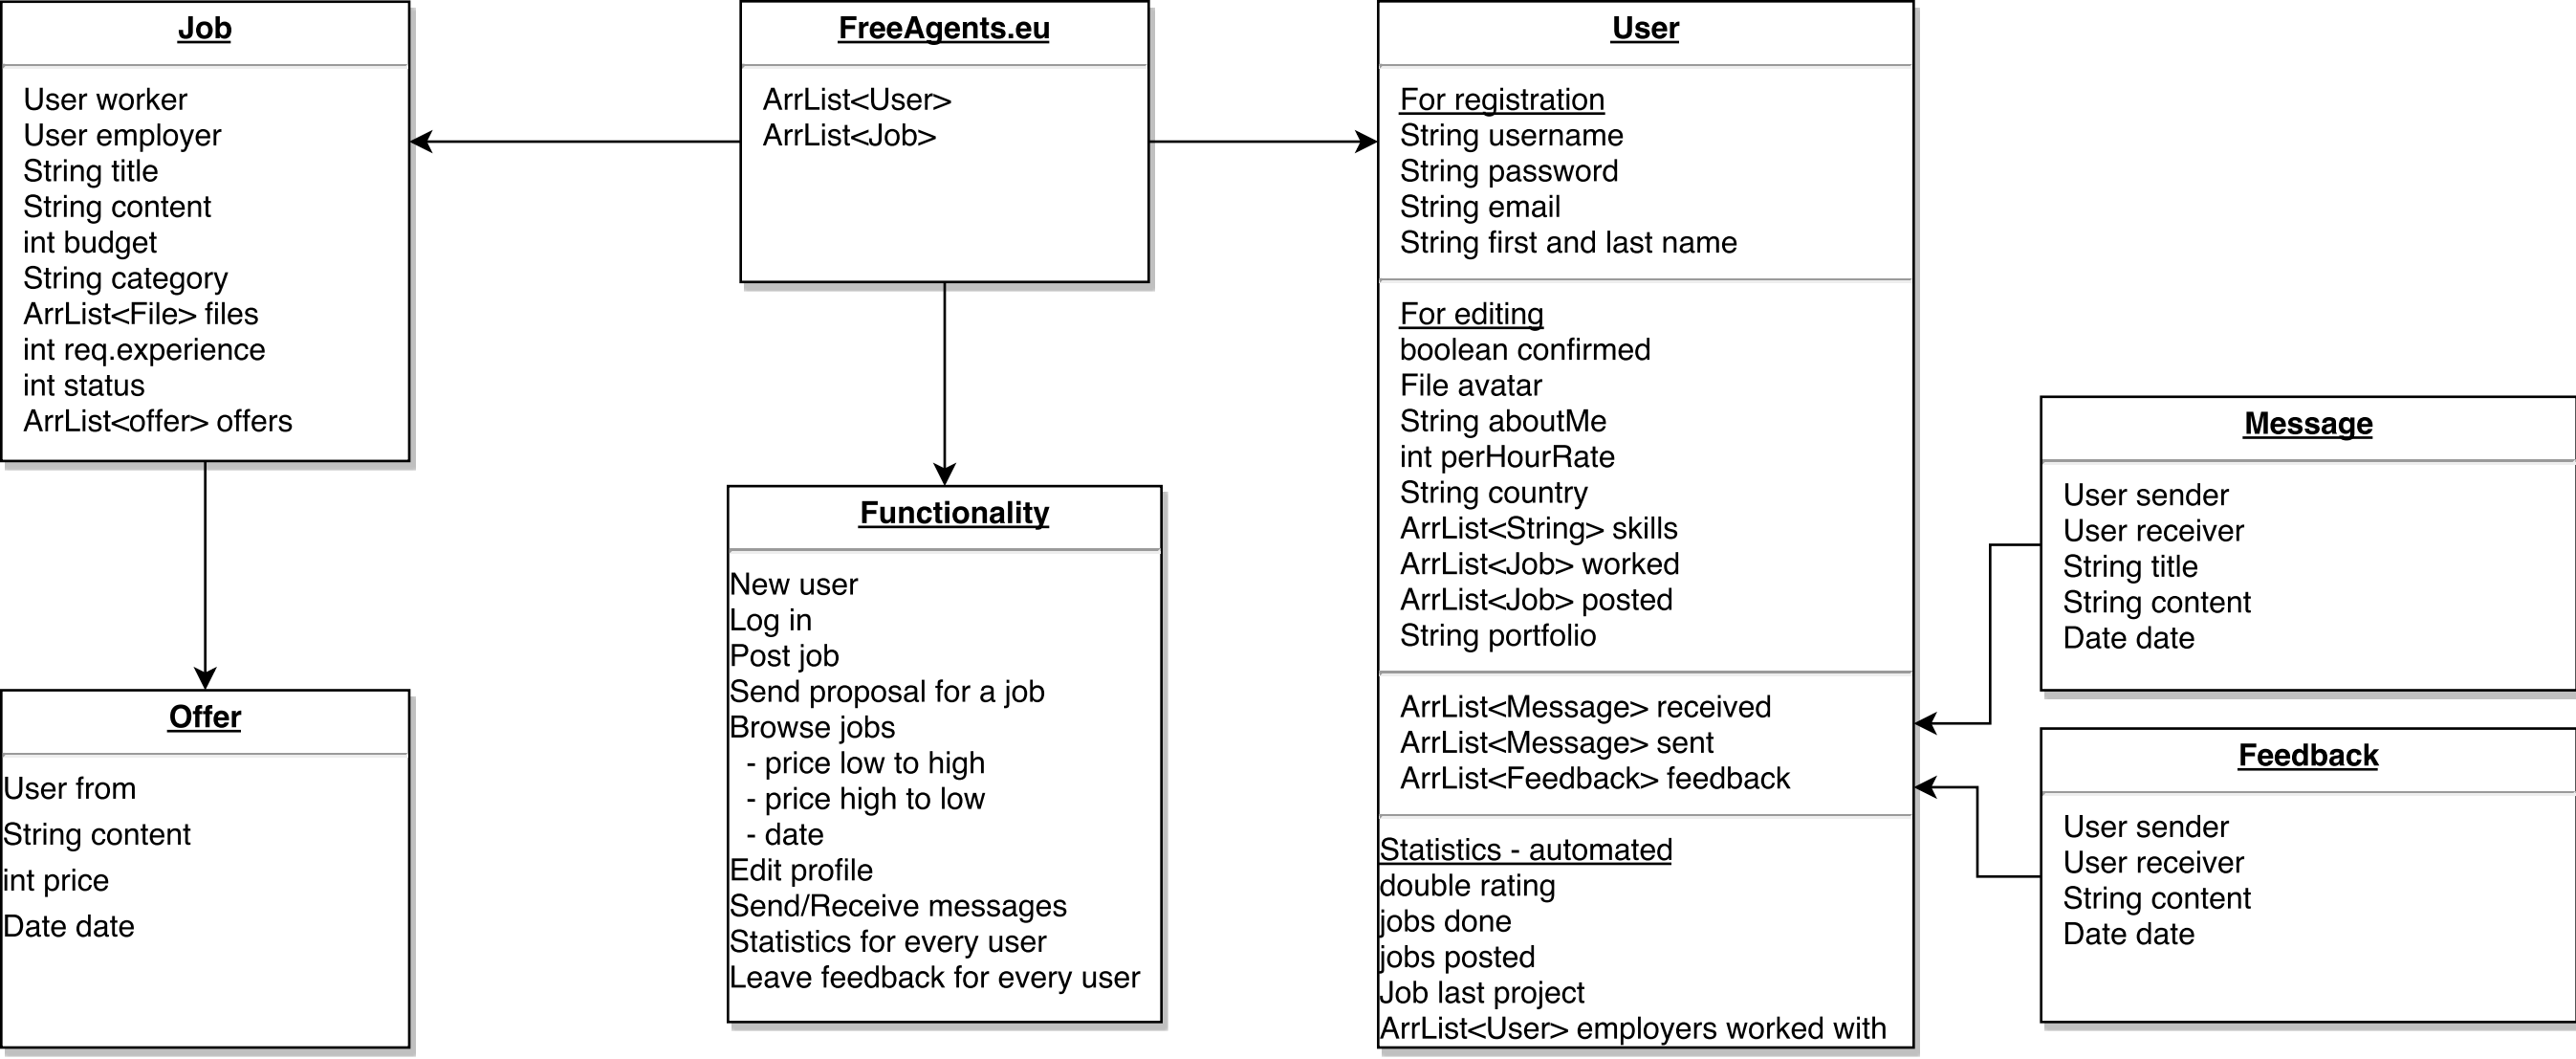 Job
User worker
User employer
String title
String content
int budget
String category
ArrList<File> files
int req.experience
int status
ArrList<offer> offers
Offer
User from
String content
int price
Date date
FreeAgents.eu
ArrList<User>
ArrList<Job>
Functionality
New user
Log in
Post job
Send proposal for a job
Browse jobs
- price low to high
- price high to low
- date
Edit profile
Send/Receive messages
Statistics for every user
Leave feedback for every user
User
For registration
String username
String password
String email
String first and last name
For editing
boolean confirmed
File avatar
String aboutMe
int perHourRate
String country
ArrList<String> skills
ArrList<Job> worked
ArrList<Job> posted
String portfolio
ArrList<Message> received
ArrList<Message> sent
ArrList<Feedback> feedback
Statistics - automated
double rating
jobs done
jobs posted
Job last project
ArrList<User> employers worked with
Message
User sender
User receiver
String title
String content
Date date
Feedback
User sender
User receiver
String content
Date date